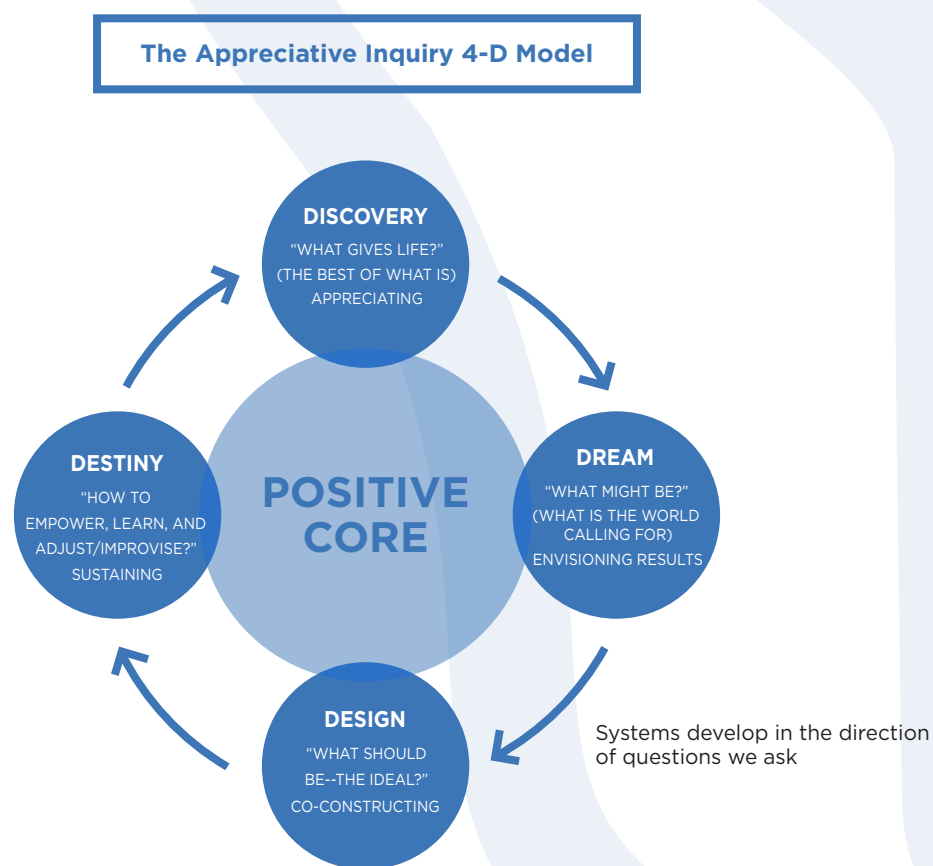 The Appreciative Inquiry 4-D Model
DISCOVERY
“WHAT GIVES LIFE?”
(THE BEST OF WHAT IS)
APPRECIATING
DREAM
“WHAT MIGHT BE?”
(WHAT IS THE WORLD
CALLING FOR)
ENVISIONING RESULTS
DESIGN
“WHAT SHOULD
BE--THE IDEAL?”
CO-CONSTRUCTING
DESTINY
“HOW TO
EMPOWER, LEARN, AND
ADJUST/IMPROVISE?”
SUSTAINING
POSITIVE
CORE
Systems develop in the direction
of questions we ask